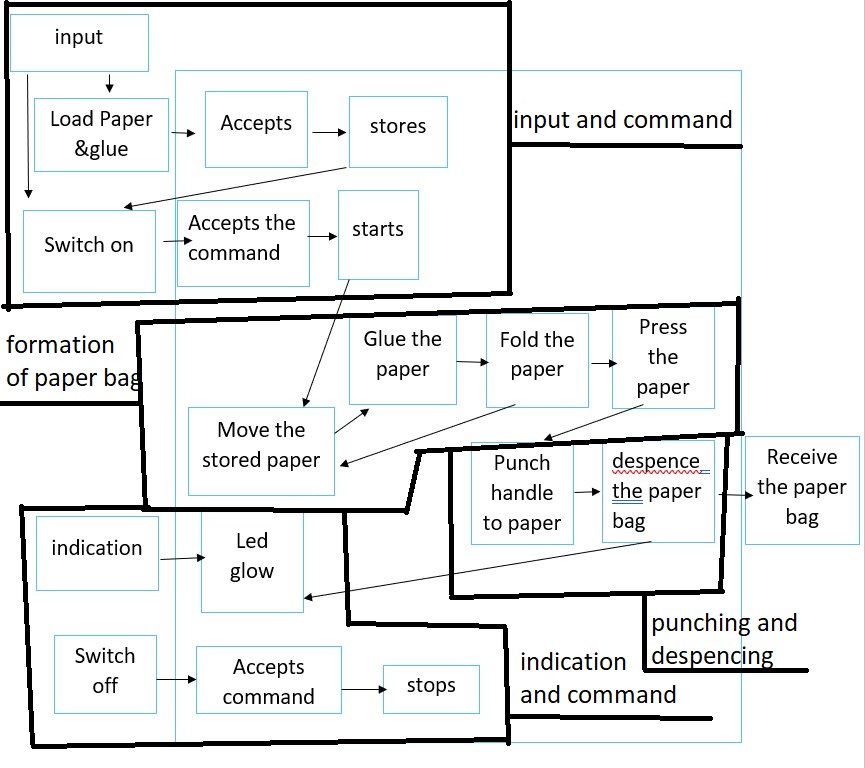 input
Load Paper
&glue
Accepts
stores
input and command
Switch on
Accepts the
command
starts
formation
of paper bag
Glue the
paper
Fold the
paper
Press
the
paper
Move the
stored paper
Punch
handle
to paper
despence
the paper
bag
Receive
the paper
bag
indication
Led
glow
punching and
despencing
Switch
off
Accepts
command
stops
indication
and command